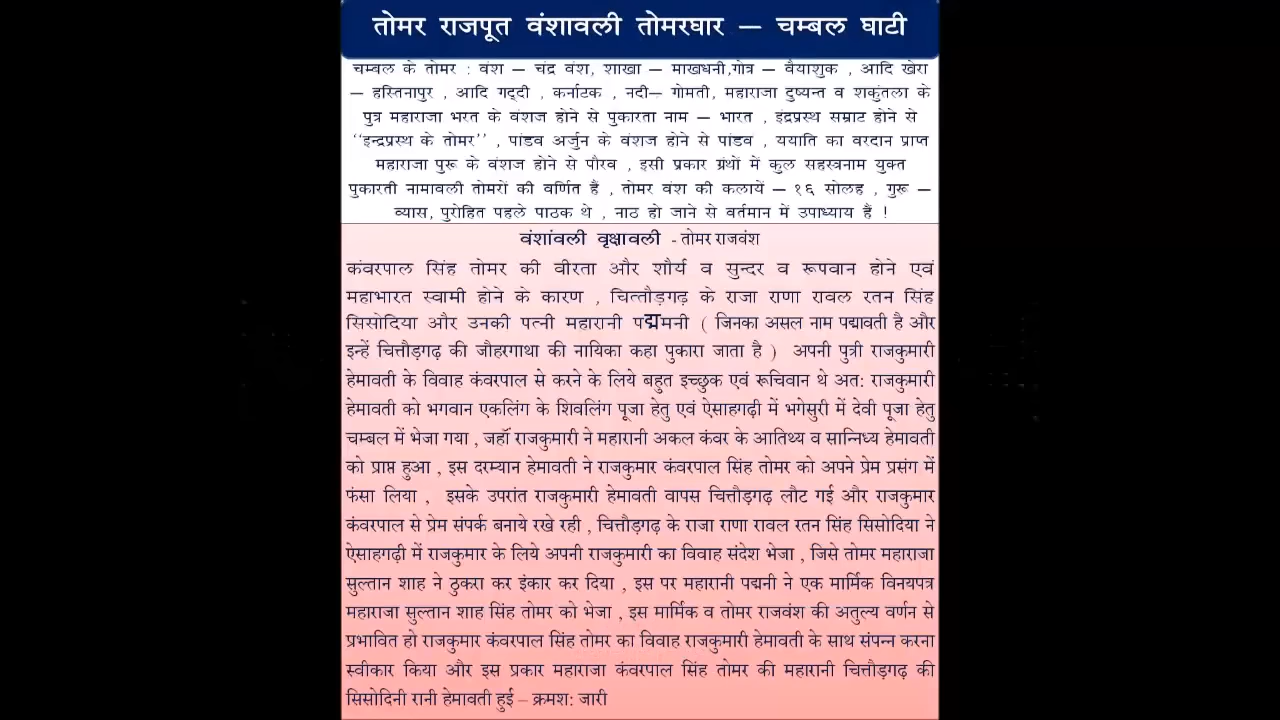 तोमर राजपूत वंशावली तोमरघार — चम्बल घाटी
चम्बल के तोमर : वंश — चंद्र वंश, शाखा — माखधनी,गोत्र — वैयाशुक , आदि खेरा
— हस्तिनापुर , आदि गद्दी , कर्नाटक , नदी— गोमती, महाराजा दुष्यन्त व शकुंतला के
पुत्र महाराजा भरत के वंशज होने से पुकारता नाम — भारत , इंद्रप्रस्थ सम्राट होने से
‘‘इन्द्रप्रस्थ के तोमर’’ , पांडव अर्जुन के वंशज होने से पांडव , ययाति का वरदान प्राप्त
महाराजा पुरू के वंशज होने से पौरव , इसी प्रकार ग्रंथों में कुल सहस्त्रनाम युक्त
पुकारती नामावली तोमरों की वर्णित हैं , तोमर वंश की कलायें — १६ सोलह , गुरू —
व्यास, पुरोहित पहले पाठक थे , नाठ हो जाने से वर्तमान में उपाध्याय हैं !
वंशांवली वृक्षावली - तोमर राजवंश
कंवरपाल सिंह तोमर की वीरता और शौर्य व सुन्दर व रूपवान होने एवं
महाभारत स्वामी होने के कारण , चित्तौड़गढ़ के राजा राणा रावल रतन सिंह
सिसोदिया और उनकी पत्नी महारानी पद्ममनी ( जिनका असल नाम पद्मावती है और
इन्हें चित्तौड़गढ़ की जौहरगाथा की नायिका कहा पुकारा जाता है ) अपनी पुत्री राजकुमारी
हेमावती के विवाह कंवरपाल से करने के लिये बहुत इच्छुक एवं रूचिवान थे अत: राजकुमारी
हेमावती को भगवान एकलिंग के शिवलिंग पूजा हेतु एवं ऐसाहगढ़ी में भगेसुरी में देवी पूजा हेतु
चम्बल में भेजा गया , जहॉं राजकुमारी ने महारानी अकल कंवर के आतिथ्य व सान्निध्य हेमावती
को प्राप्त हुआ , इस दरम्यान हेमावती ने राजकुमार कंवरपाल सिंह तोमर को अपने प्रेम प्रसंग में
फंसा लिया , इसके उपरांत राजकुमारी हेमावती वापस चित्तौड़गढ़ लौट गई और राजकुमार
कंवरपाल से प्रेम संपर्क बनाये रखे रही , चित्तौड़गढ़ के राजा राणा रावल रतन सिंह सिसोदिया ने
ऐसाहगढ़ी में राजकुमार के लिये अपनी राजकुमारी का विवाह संदेश भेजा , जिसे तोमर महाराजा
सुल्तान शाह ने ठुकरा कर इंकार कर दिया , इस पर महारानी पद्मनी ने एक मार्मिक विनयपत्र
महाराजा सुल्तान शाह सिंह तोमर को भेजा , इस मार्मिक व तोमर राजवंश की अतुल्य वर्णन से
प्रभावित हो राजकुमार कंवरपाल सिंह तोमर का विवाह राजकुमारी हेमावती के साथ संपन्न करना
स्वीकार किया और इस प्रकार महाराजा कंवरपाल सिंह तोमर की महारानी चित्तौड़गढ़ की
सिसोदिनी रानी हेमावती हुई – क्रमश: जारी